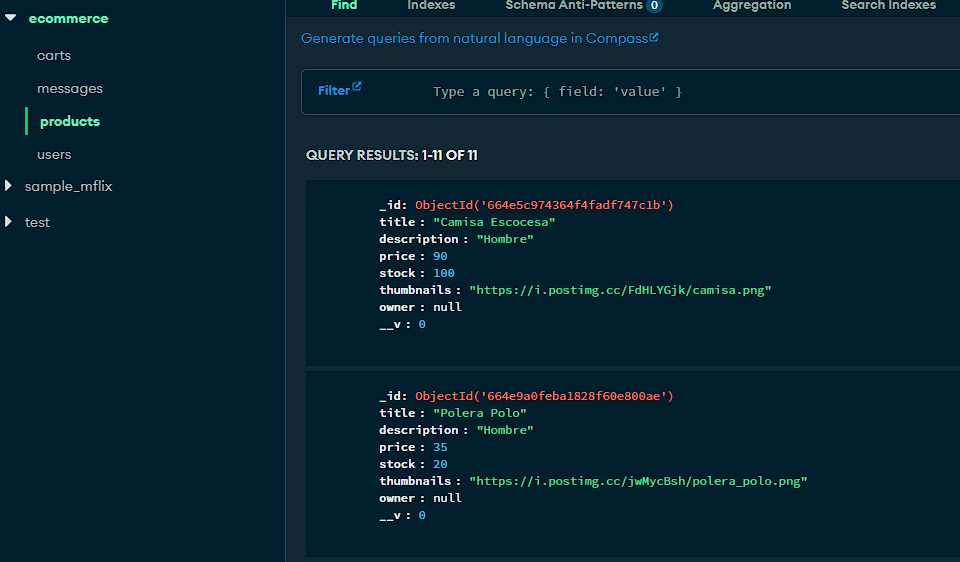 ecommerce
carts
messages
products
users
sample_mflix
test
Find Indexes Schema Anti-Patterns 0 Aggregation Search Indexes
Generate queries from natural language in Compass
Filter Type a query: { field: 'value' }
QUERY RESULTS: 1-11 OF 11
_id: ObjectId('664e5c974364f4fadf747c1b')
title : "Camisa Escocesa"
description : "Hombre"
price : 90
stock : 100
thumbnails : "https://i.postimg.cc/FdHLYGjk/camisa.png"
owner : null
__v : 0
_id: ObjectId('664e9a0feba1828f60e800ae')
title : "Polera Polo"
description : "Hombre"
price : 35
stock : 20
thumbnails : "https://i.postimg.cc/jwMycBsh/polera_polo.png"
owner : null
__v : 0